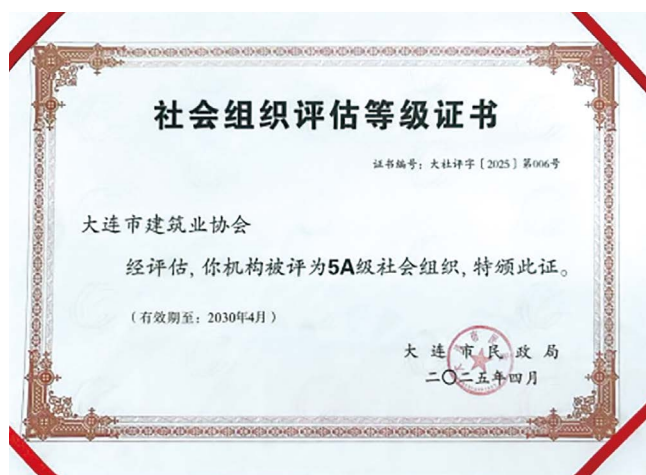 社会组织评估等级证书
证书编号：大社评字〔2025〕第006号
大连市建筑业协会
经评估，你机构被评为5A级社会组织，特颁此证。
（有效期至：2030年4月）
大连市民政局
二〇二五年四月